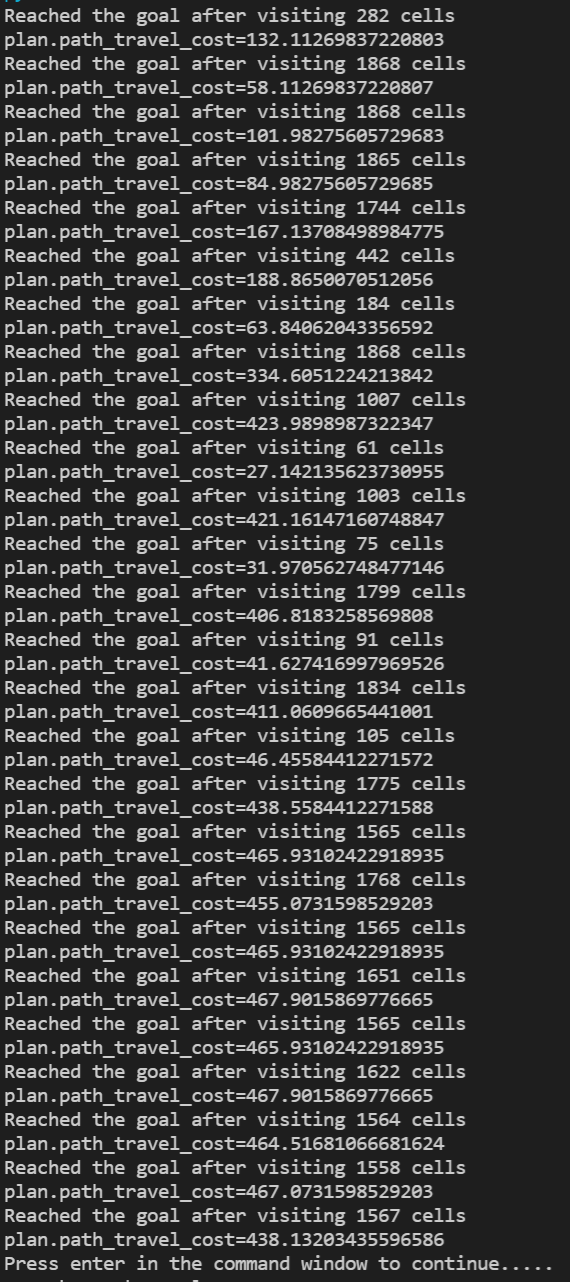 Reached the goal after visiting 282 cells
plan.path_travel_cost=132.11269837220803
Reached the goal after visiting 1868 cells
plan.path_travel_cost=58.11269837220807
Reached the goal after visiting 1868 cells
plan.path_travel_cost=101.98275605729683
Reached the goal after visiting 1865 cells
plan.path_travel_cost=84.98275605729685
Reached the goal after visiting 1744 cells
plan.path_travel_cost=167.13708498984775
Reached the goal after visiting 442 cells
plan.path_travel_cost=188.8650070512056
Reached the goal after visiting 184 cells
plan.path_travel_cost=63.84062043356592
Reached the goal after visiting 1868 cells
plan.path_travel_cost=334.6051224213842
Reached the goal after visiting 1007 cells
plan.path_travel_cost=423.9898987322347
Reached the goal after visiting 61 cells
plan.path_travel_cost=27.142135623730955
Reached the goal after visiting 1003 cells
plan.path_travel_cost=421.16147160748847
Reached the goal after visiting 75 cells
plan.path_travel_cost=31.970562748477146
Reached the goal after visiting 1799 cells
plan.path_travel_cost=406.8183258569808
Reached the goal after visiting 91 cells
plan.path_travel_cost=41.627416997969526
Reached the goal after visiting 1834 cells
plan.path_travel_cost=411.0609665441001
Reached the goal after visiting 105 cells
plan.path_travel_cost=46.45584412271572
Reached the goal after visiting 1775 cells
plan.path_travel_cost=438.5584412271588
Reached the goal after visiting 1565 cells
plan.path_travel_cost=465.93102422918935
Reached the goal after visiting 1768 cells
plan.path_travel_cost=455.0731598529203
Reached the goal after visiting 1565 cells
plan.path_travel_cost=465.93102422918935
Reached the goal after visiting 1651 cells
plan.path_travel_cost=467.9015869776665
Reached the goal after visiting 1565 cells
plan.path_travel_cost=465.93102422918935
Reached the goal after visiting 1622 cells
plan.path_travel_cost=467.9015869776665
Reached the goal after visiting 1564 cells
plan.path_travel_cost=464.51681066681624
Reached the goal after visiting 1558 cells
plan.path_travel_cost=467.0731598529203
Reached the goal after visiting 1567 cells
plan.path_travel_cost=438.13203435596586
Press enter in the command window to continue.....